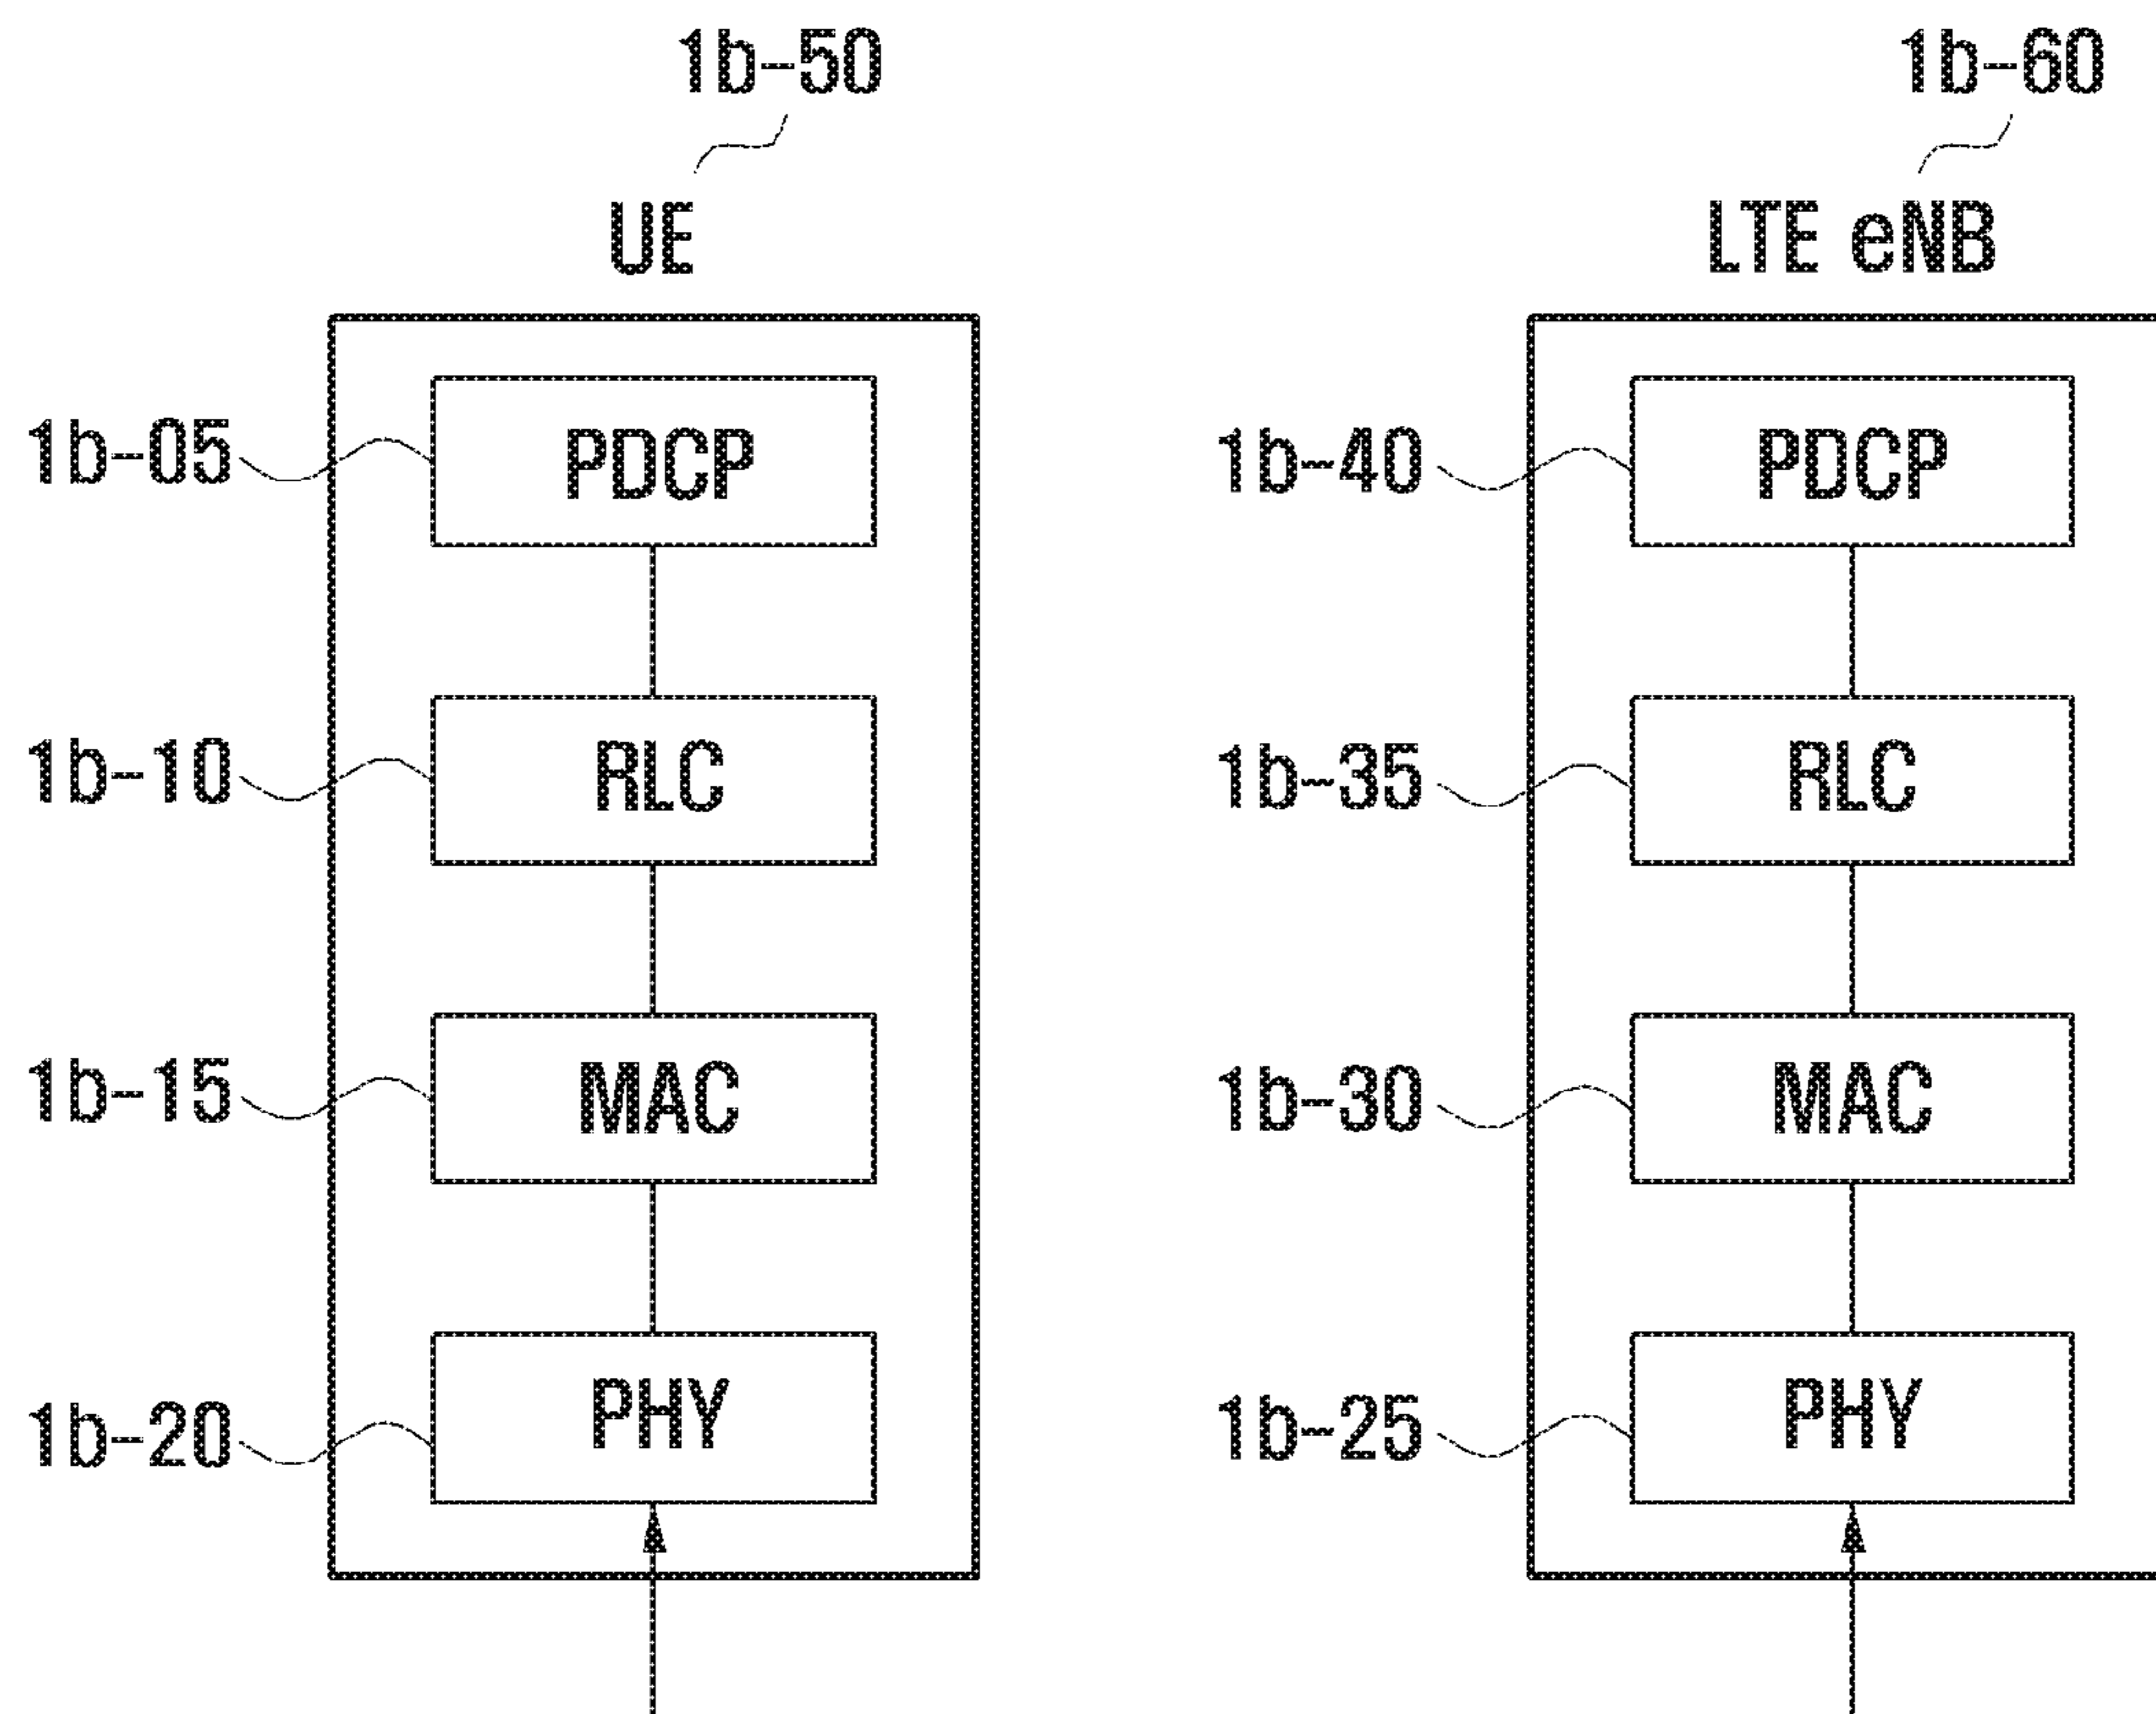 1b-50
1b-60
UE
LTE eNB
1b-05
PDCP
1b-40
PDCP
1b-10
RLC
1b-35
RLC
1b-15
MAC
1b-30
MAC
1b-20
PHY
1b-25
PHY